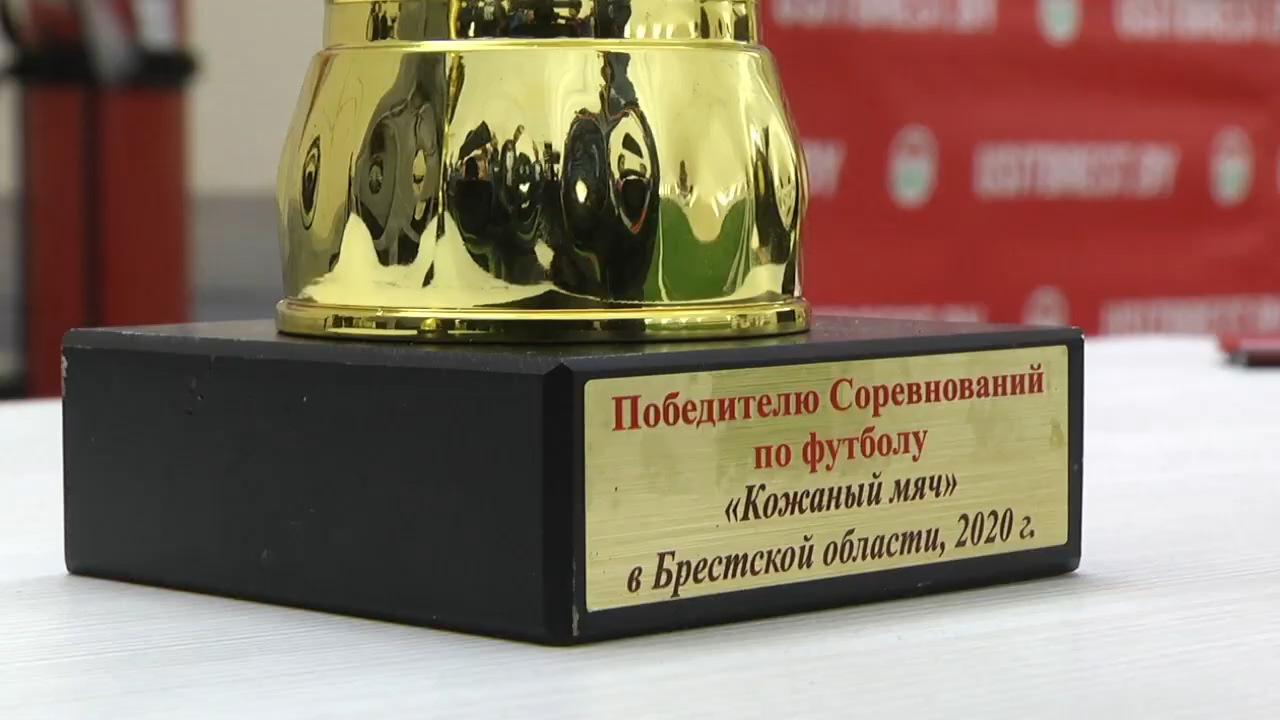 Победителю Соревнований
по футболу
«Кожаный мяч»
в Брестской области, 2020 г.